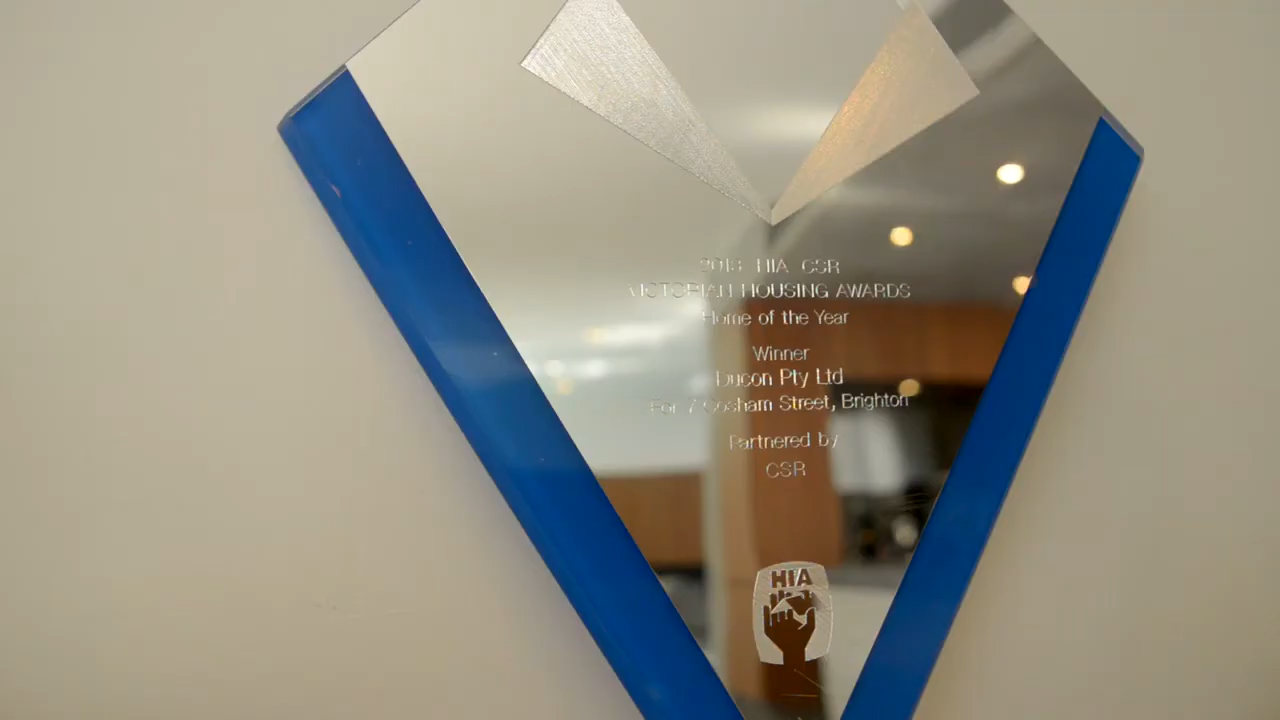 HIA CSR
VICTORIAN HOUSING AWARDS
Home of the Year
Winner
Ducon Pty Ltd
For 7 Cosham Street, Brighton
Partnered by
CSR
HIA